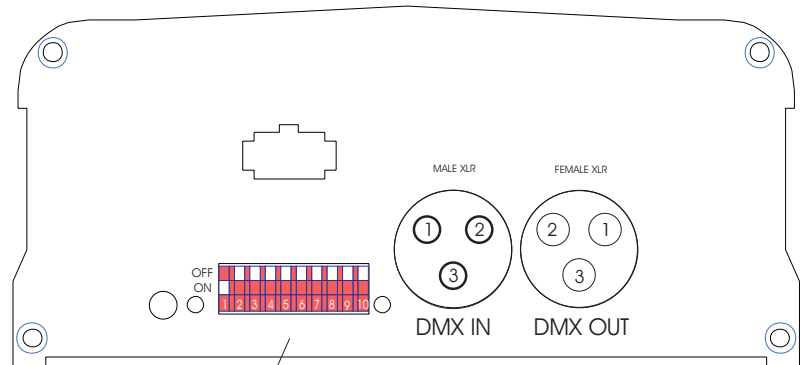 MALE XLR
FEMALE XLR
1 2
2 1
3
3
OFF
ON
1 2 3 4 5 6 7 8 9 10
DMX IN
DMX OUT